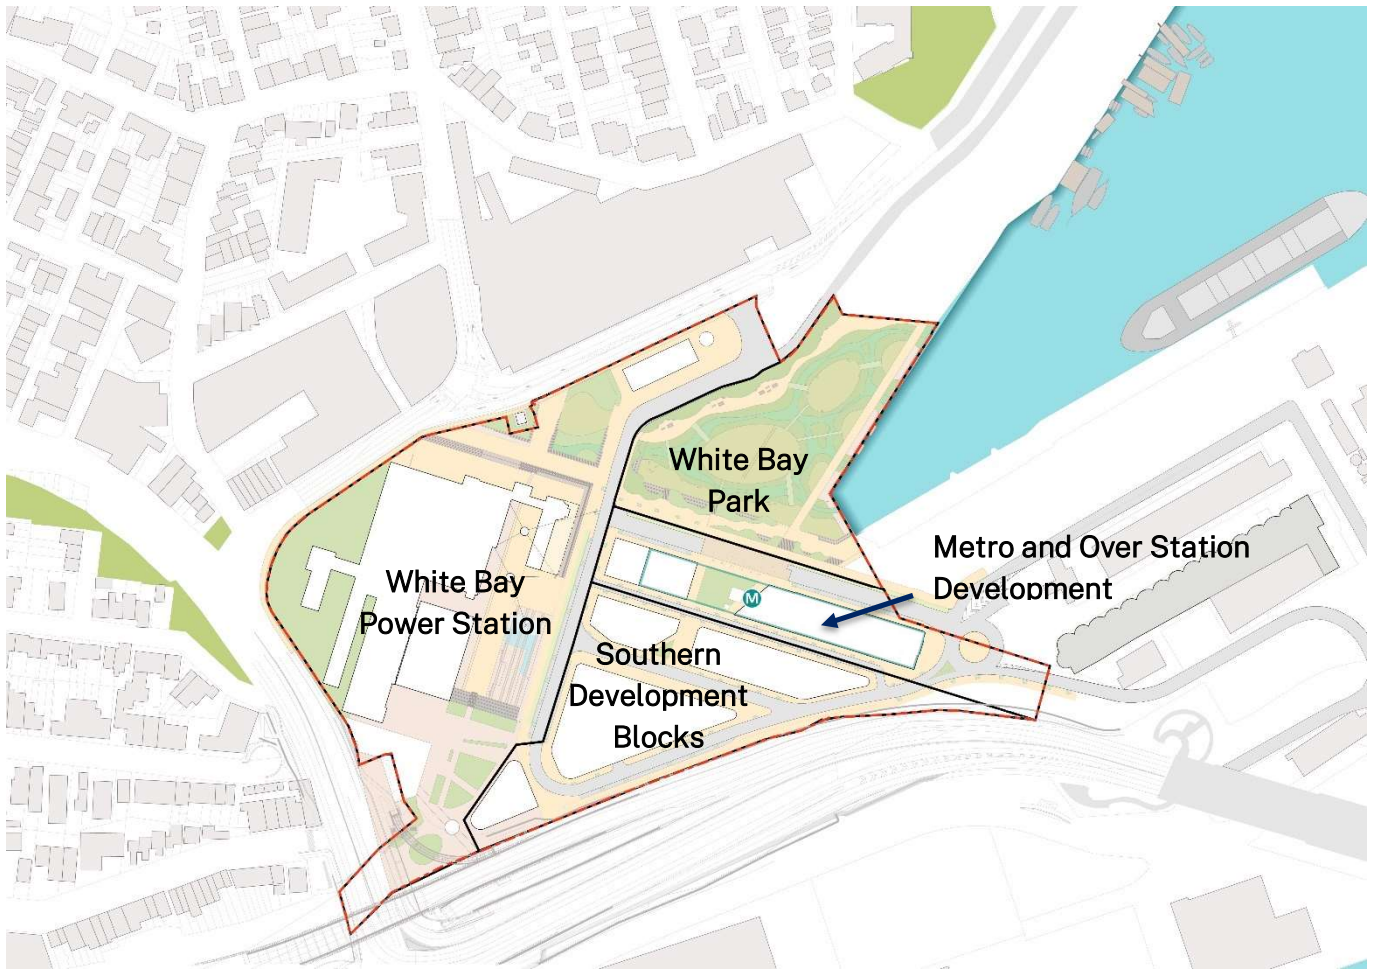 White Bay
Park
Metro and Over Station
Development
White Bay
Power Station
M
Southern
Development
Blocks